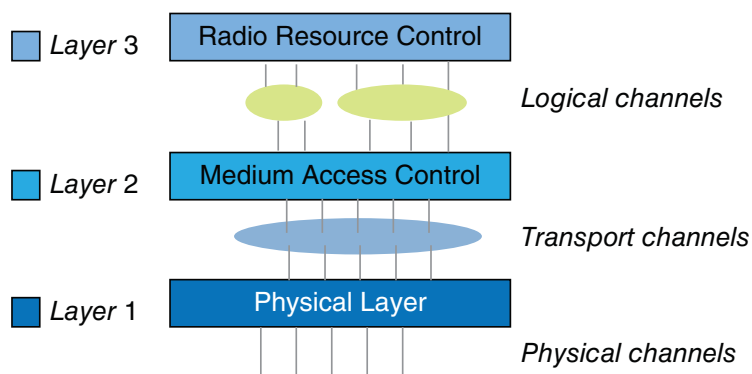 Layer 3
Radio Resource Control
Logical channels
Layer 2
Medium Access Control
Transport channels
Layer 1
Physical Layer
Physical channels